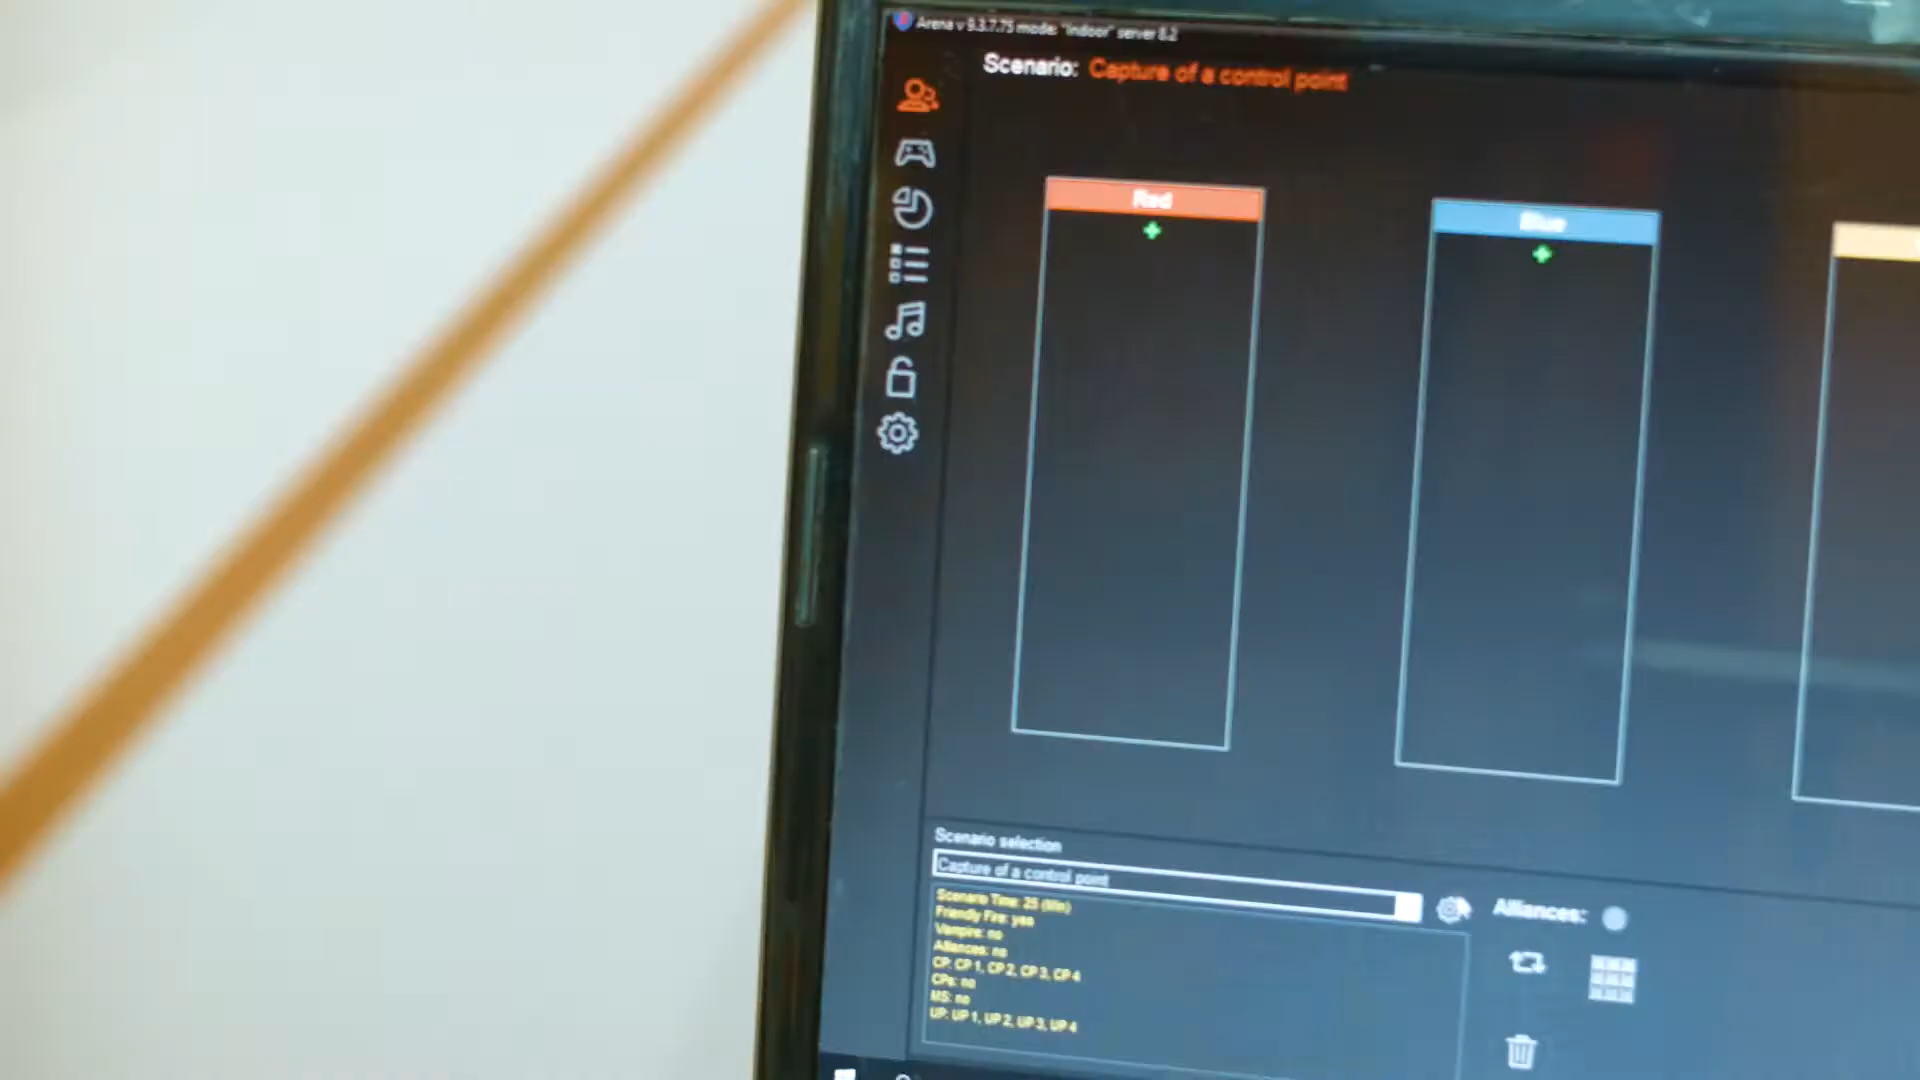 Arena v 9.3.7.75 mode: "Indoor" server 8.2
Scenario: Capture of a control point
Red
Blue
Scenario selection
Capture of a control point
Scenario Time: 25 (Min)
Friendly Fire: yes
Vampire: no
Alliances: no
CP: CP 1, CP 2, CP 3, CP 4
CPs: no
MS: no
UP: UP 1, UP 2, UP 3, UP 4
Alliances: